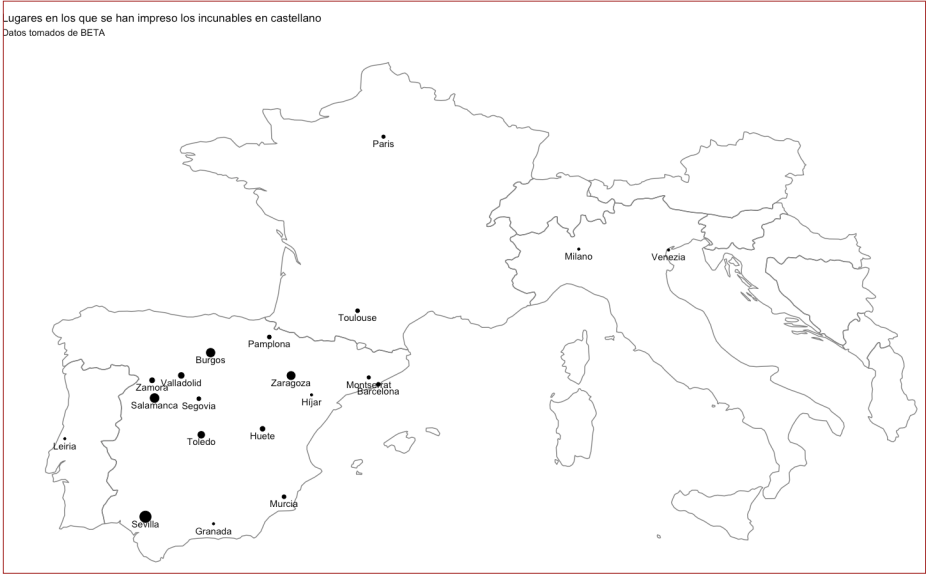 Lugares en los que se han impreso los incunables en castellano
Datos tomados de BETA
Paris
Milano
Venezia
Toulouse
Pamplona
Burgos
Zamora
Valladolid
Zaragoza
Montserrat
Barcelona
Salamanca
Segovia
Híjar
Leiria
Toledo
Huete
Murcia
Sevilla
Granada